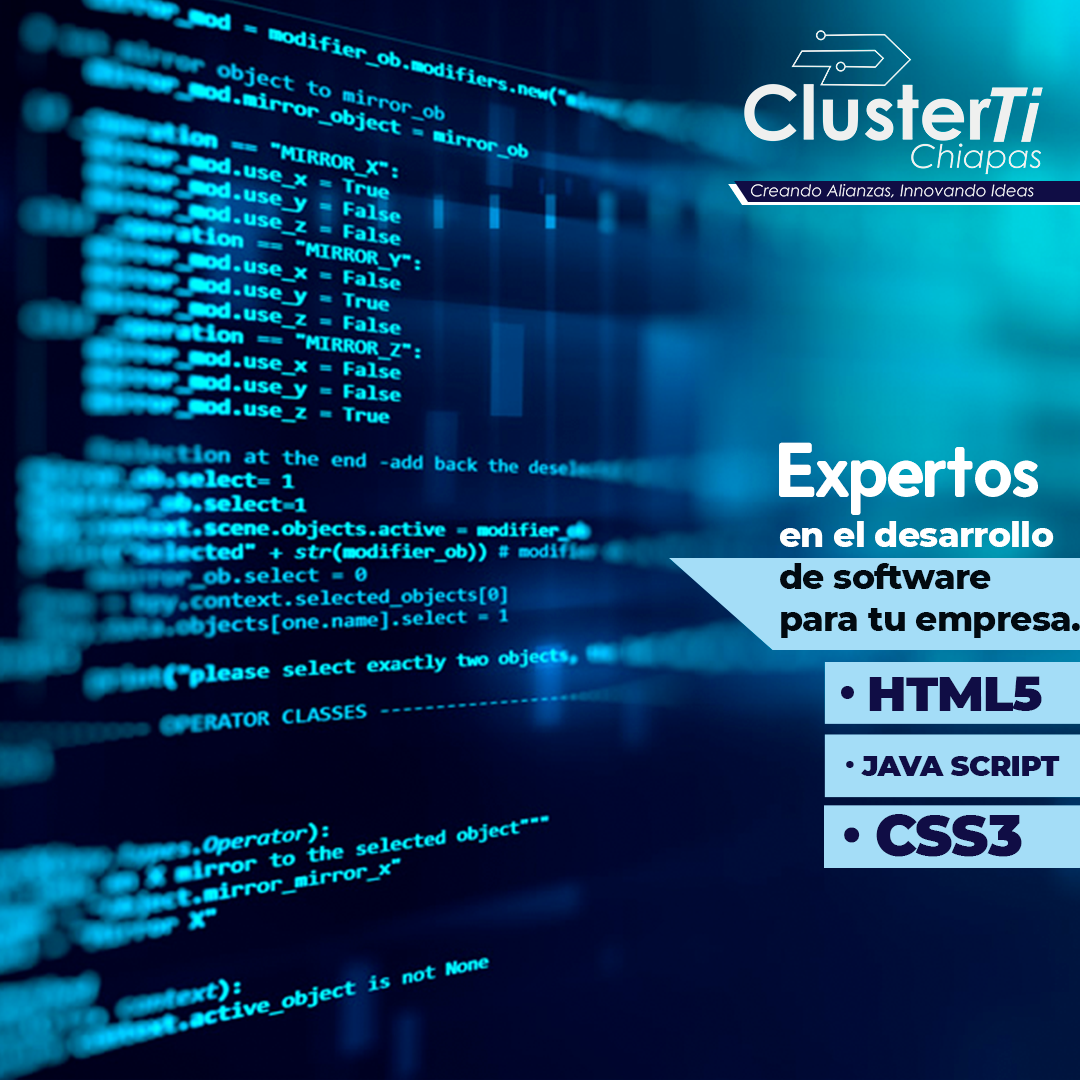 _mod = modifier_ob.modifiers.new("
mirror object to mirror_ob
_mod.mirror_object = mirror_ob
== "MIRROR_X":
_mod.use_x = True
_mod.use_y = False
_mod.use_z = False
== "MIRROR_Y":
_mod.use_x = False
_mod.use_y = True
_mod.use_z = False
== "MIRROR_Z":
_mod.use_x = False
_mod.use_y = False
_mod.use_z = True
at the end -add back the
.select= 1
.select=1
.scene.objects.active = modifier_ob
" + str(modifier_ob)) #
_ob.select = 0
.context.selected_objects[0]
.objects[one.name].select = 1
print("please select exactly two objects,
OPERATOR CLASSES ----------------
types.Operator):
X mirror to the selected object"""
.mirror_mirror_x"
X"
context):
.active_object is not None
ClusterTi
Chiapas
Creando Alianzas, Innovando Ideas
Expertos
en el desarrollo
de software
para tu empresa.
• HTML5
• JAVA SCRIPT
• CSS3